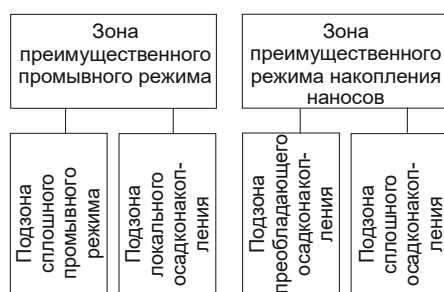 Зона
преимущественного
промывного режима
Зона
преимущественного
режима накопления
наносов
Подзона
сплошного
промывного
режима
Подзона
локального
осадконакоп-
ления
Подзона
преобладающего
осадконакоп-
ления
Подзона
сплошного
осадконакоп-
ления